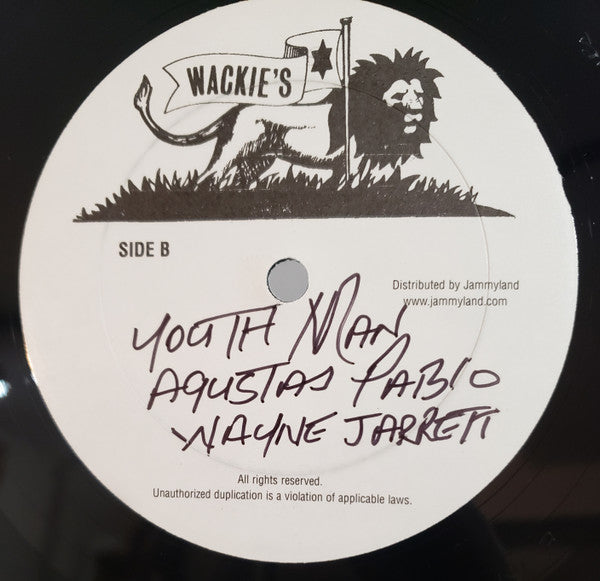 WACKIE'S
SIDE B
Distributed by Jammyland
www.jammyland.com
YOUTH MAN
AGUSTAS PABLO
WAYNE JARRETT
All rights reserved.
Unauthorized duplication is a violation of applicable laws.